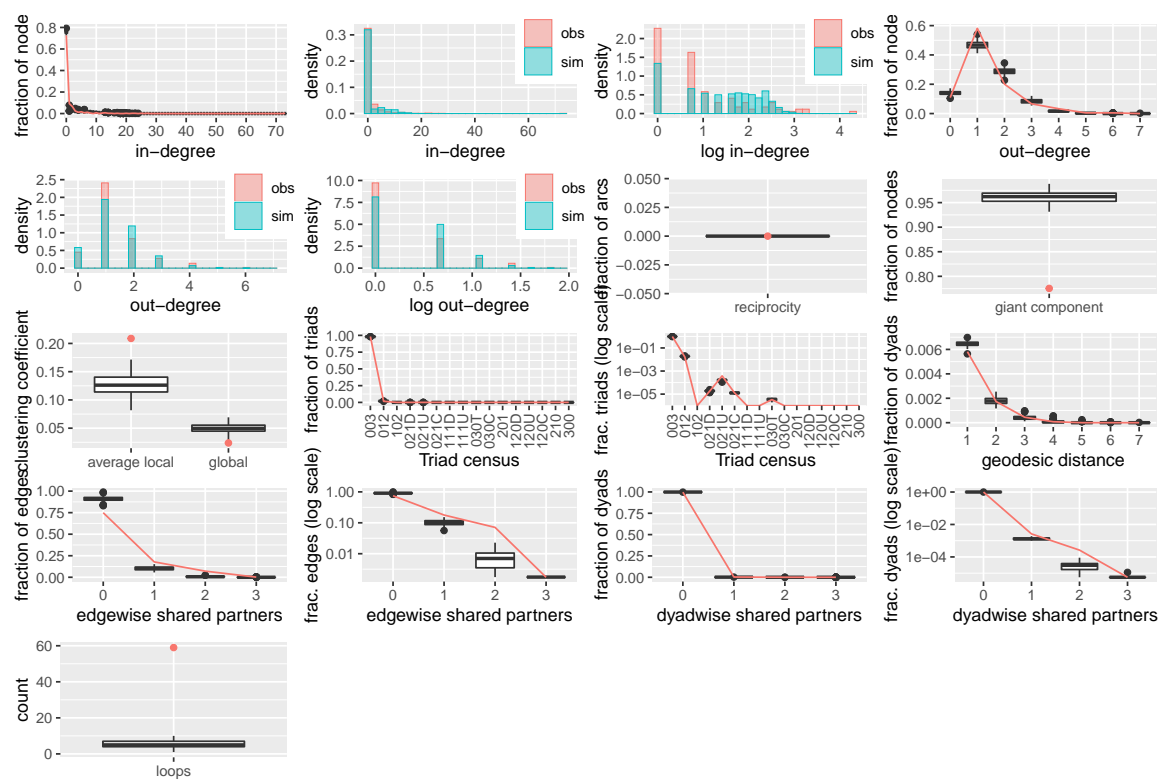 fraction of node
0.8
0.6
0.4
0.2
0.0
0 10 20 30 40 50 60 70
in−degree
density
0.3
0.2
0.1
0.0
0 20 40 60
in−degree
obs
sim
density
2.0
1.5
1.0
0.5
0.0
0 1 2 3 4
log in−degree
obs
sim
fraction of node
0.6
0.4
0.2
0.0
0 1 2 3 4 5 6 7
out−degree
density
2.5
2.0
1.5
1.0
0.5
0.0
0 2 4 6
out−degree
obs
sim
density
10.0
7.5
5.0
2.5
0.0
0.0 0.5 1.0 1.5 2.0
log out−degree
obs
sim
fraction of arcs
0.050
0.025
0.000
−0.025
−0.050
reciprocity
fraction of nodes
0.95
0.90
0.85
0.80
giant component
clustering coefficient
0.20
0.15
0.10
0.05
average local global
fraction of triads
1.00
0.75
0.50
0.25
0.00
003 012 102 021D 021U 021C 111D 111U 030T 030C 201 120D 120U 120C 210 300
Triad census
frac. triads (log scale)
1e−01
1e−03
1e−05
003 012 102 021D 021U 021C 111D 111U 030T 030C 201 120D 120U 120C 210 300
Triad census
fraction of dyads
0.006
0.004
0.002
0.000
1 2 3 4 5 6 7
geodesic distance
fraction of edges
1.00
0.75
0.50
0.25
0.00
0 1 2 3
edgewise shared partners
frac. edges (log scale)
1.00
0.10
0.01
0 1 2 3
edgewise shared partners
fraction of dyads
1.00
0.75
0.50
0.25
0.00
0 1 2 3
dyadwise shared partners
frac. dyads (log scale)
1e+00
1e−02
1e−04
0 1 2 3
dyadwise shared partners
count
60
40
20
0
loops